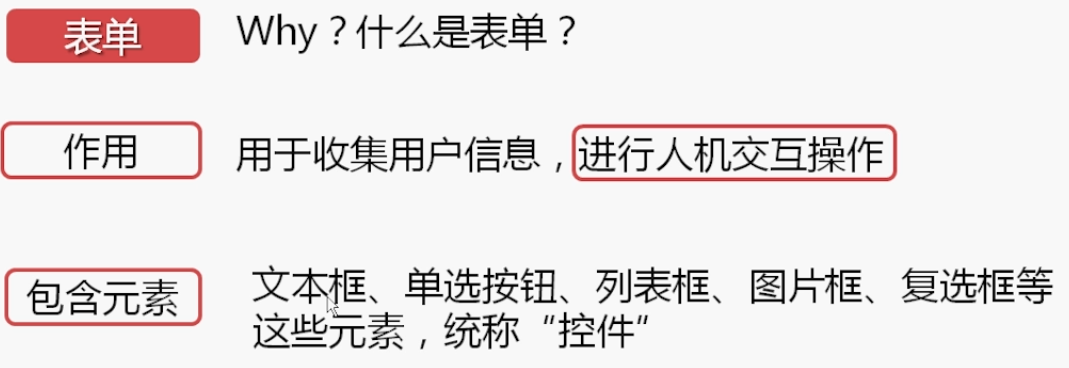 表单 Why？什么是表单？
作用 用于收集用户信息，进行人机交互操作
包含元素 文本框、单选按钮、列表框、图片框、复选框等
这些元素，统称“控件“